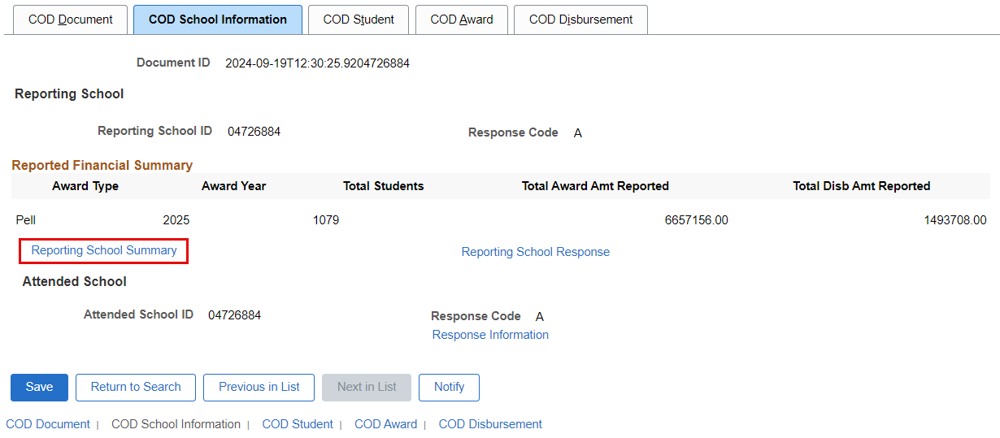 COD Document COD School Information COD Student COD Award COD Disbursement
Document ID 2024-09-19T12:30:25.9204726884
Reporting School
Reporting School ID 04726884 Response Code A
Reported Financial Summary
Award Type Award Year Total Students Total Award Amt Reported Total Disb Amt Reported
Pell 2025 1079 6657156.00 1493708.00
Reporting School Summary Reporting School Response
Attended School
Attended School ID 04726884 Response Code A
Response Information
Save Return to Search Previous in List Next in List Notify
COD Document | COD School Information | COD Student | COD Award | COD Disbursement